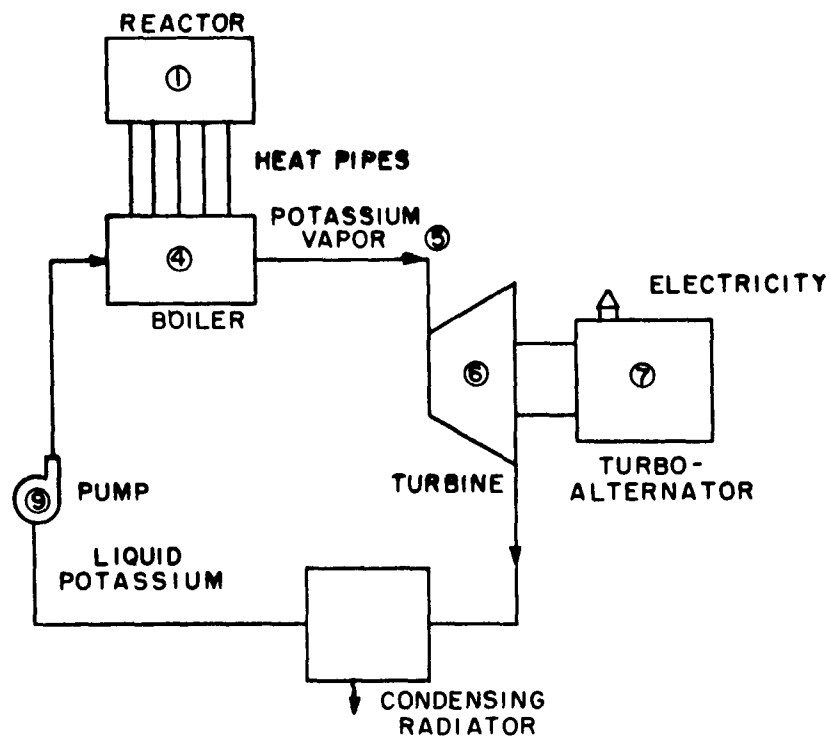 REACTOR
①
HEAT PIPES
POTASSIUM
VAPOR
⑤
④
BOILER
ELECTRICITY
⑥
⑦
TURBINE
TURBO-
ALTERNATOR
⑨
PUMP
LIQUID
POTASSIUM
CONDENSING
RADIATOR